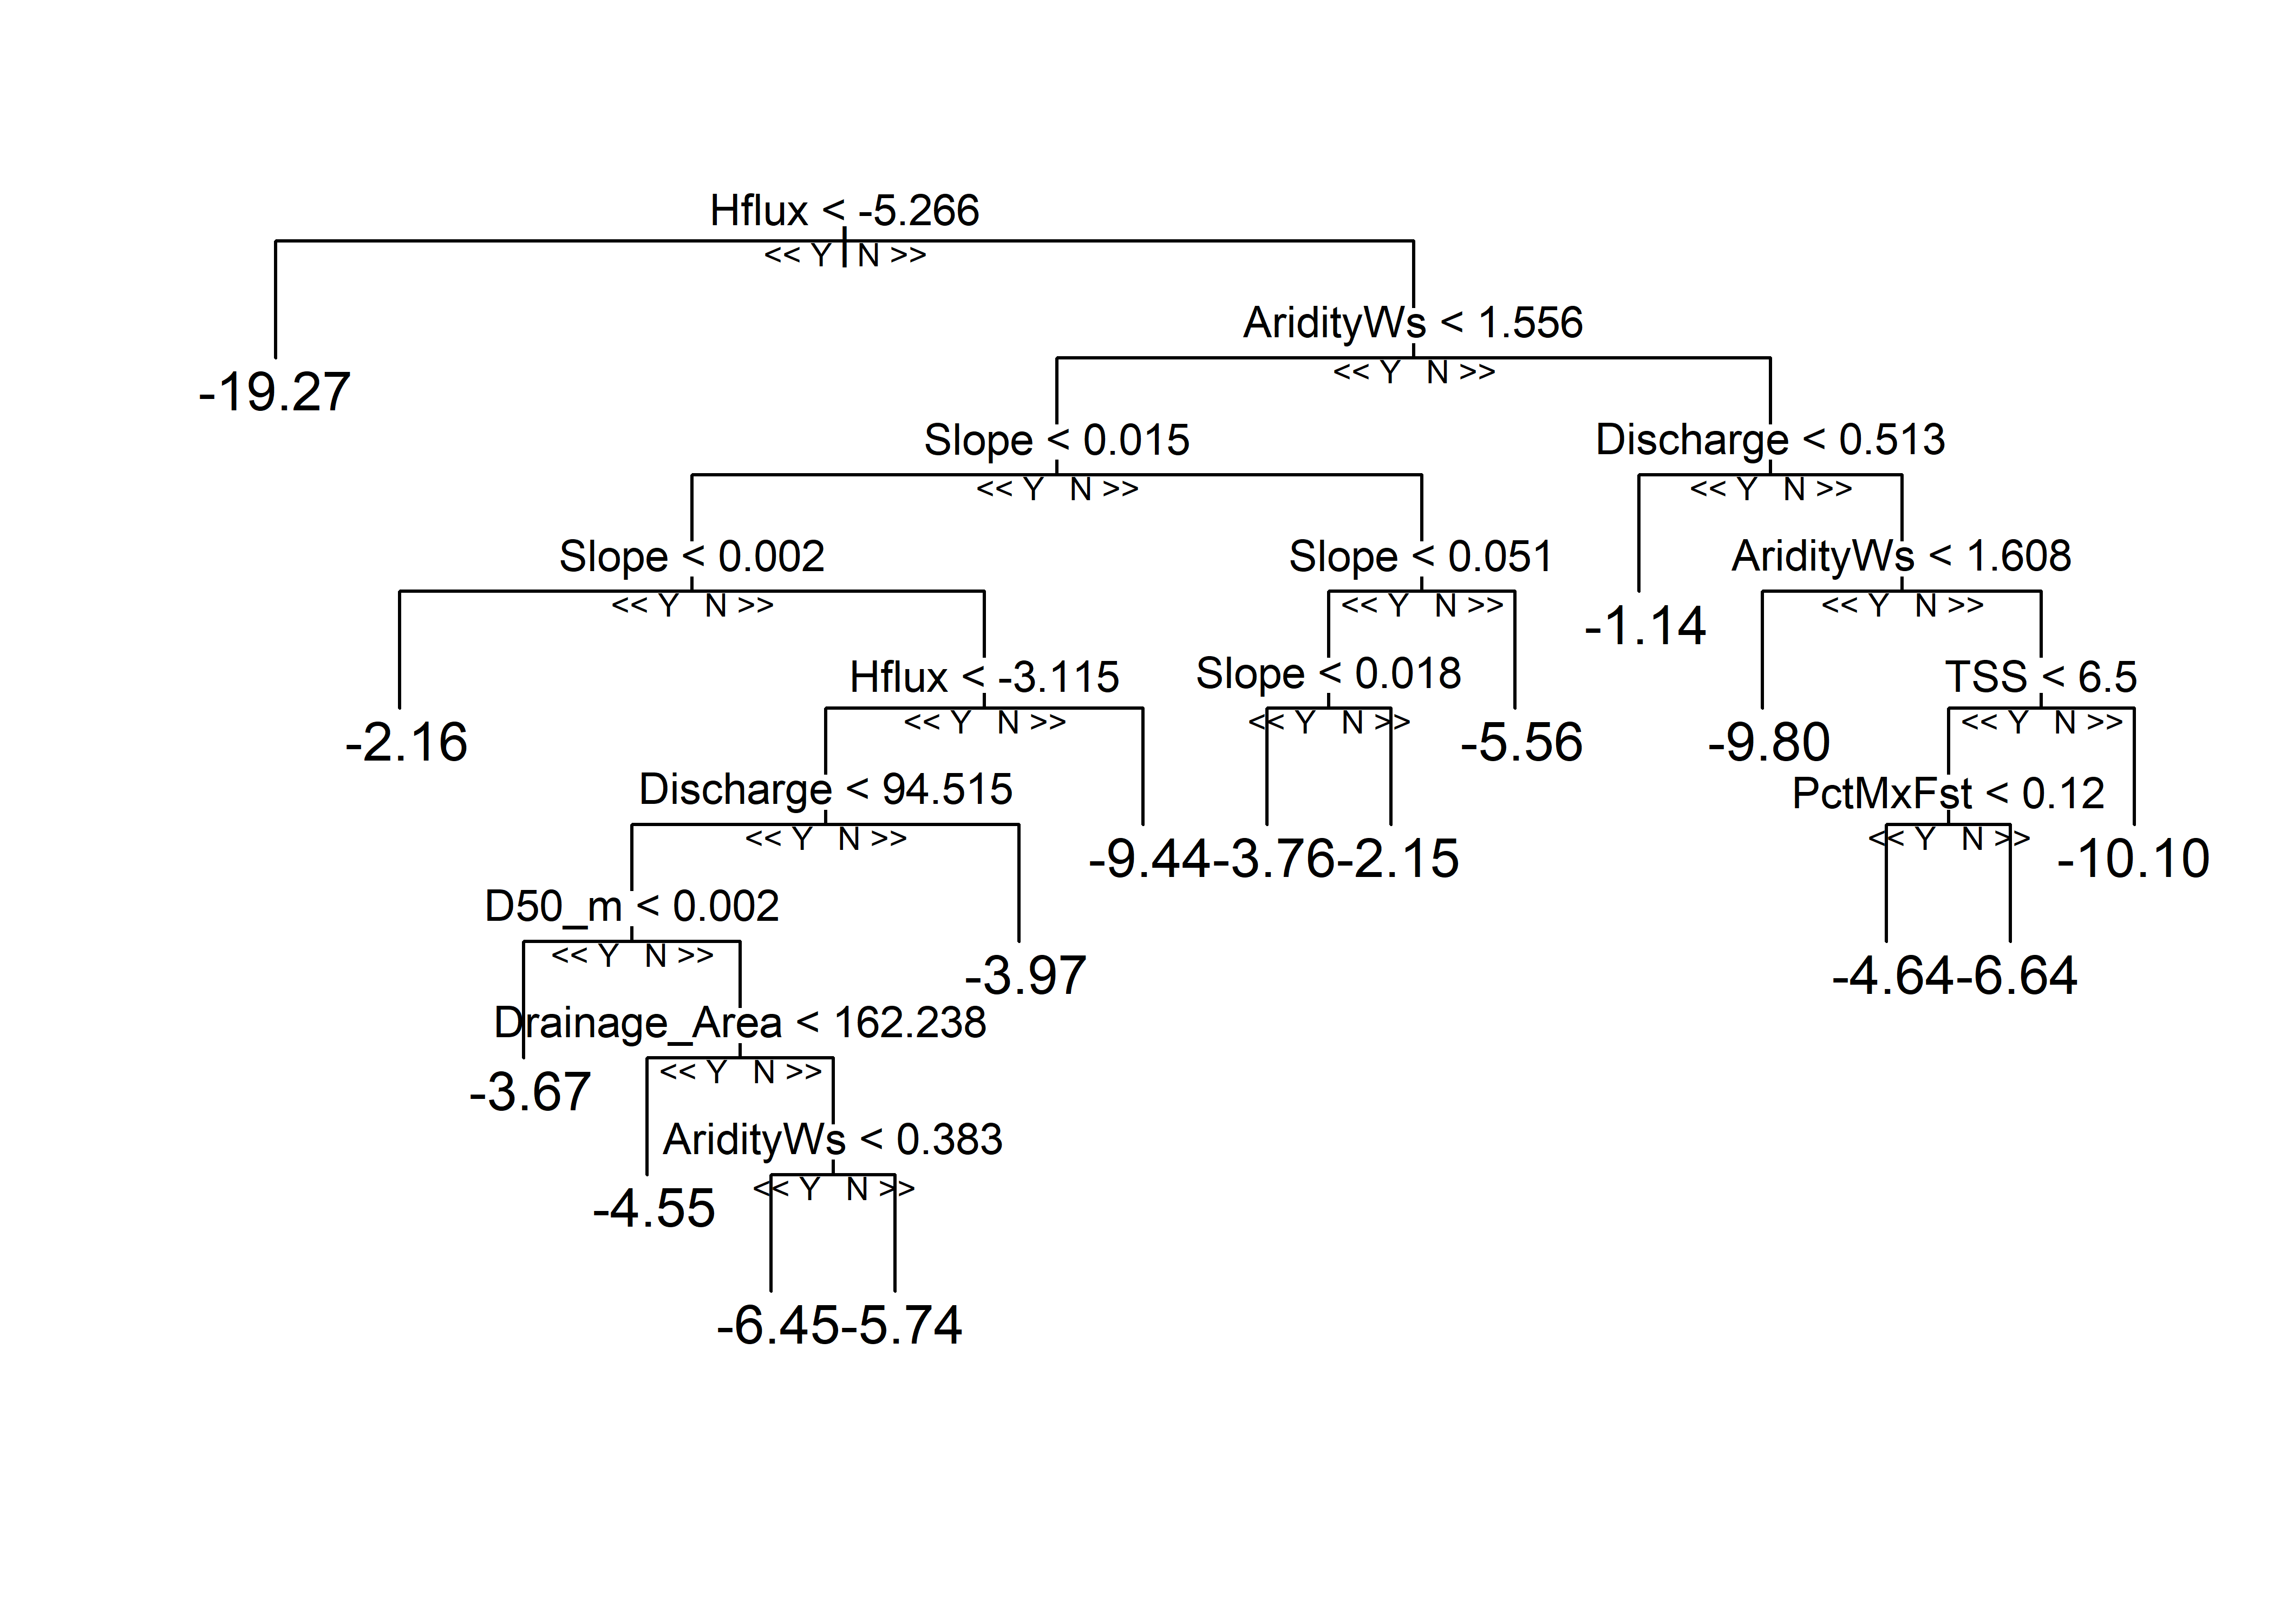 Hflux < -5.266
<< Y N >>
AridityWs < 1.556
<< Y N >>
-19.27
Slope < 0.015
Discharge < 0.513
<< Y N >>
<< Y N >>
Slope < 0.002
Slope < 0.051
AridityWs < 1.608
<< Y N >>
<< Y N >>
<< Y N >>
-1.14
Hflux < -3.115
Slope < 0.018
TSS < 6.5
<< Y N >>
<< Y N >>
<< Y N >>
-2.16
-5.56
-9.80
Discharge < 94.515
PctMxFst < 0.12
<< Y N >>
<< Y N >>
-9.44
-3.76
-2.15
-10.10
D50_m < 0.002
<< Y N >>
-3.97
-4.64
-6.64
Drainage_Area < 162.238
<< Y N >>
-3.67
AridityWs < 0.383
<< Y N >>
-4.55
-6.45
-5.74